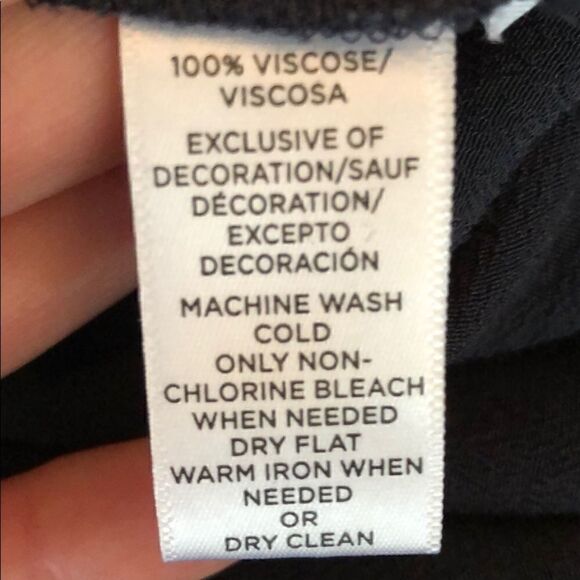 100% VISCOSE/
VISCOSA
EXCLUSIVE OF
DECORATION/SAUF
DÉCORATION/
EXCEPTO
DECORACIÓN
MACHINE WASH
COLD
ONLY NON-
CHLORINE BLEACH
WHEN NEEDED
DRY FLAT
WARM IRON WHEN
NEEDED
OR
DRY CLEAN